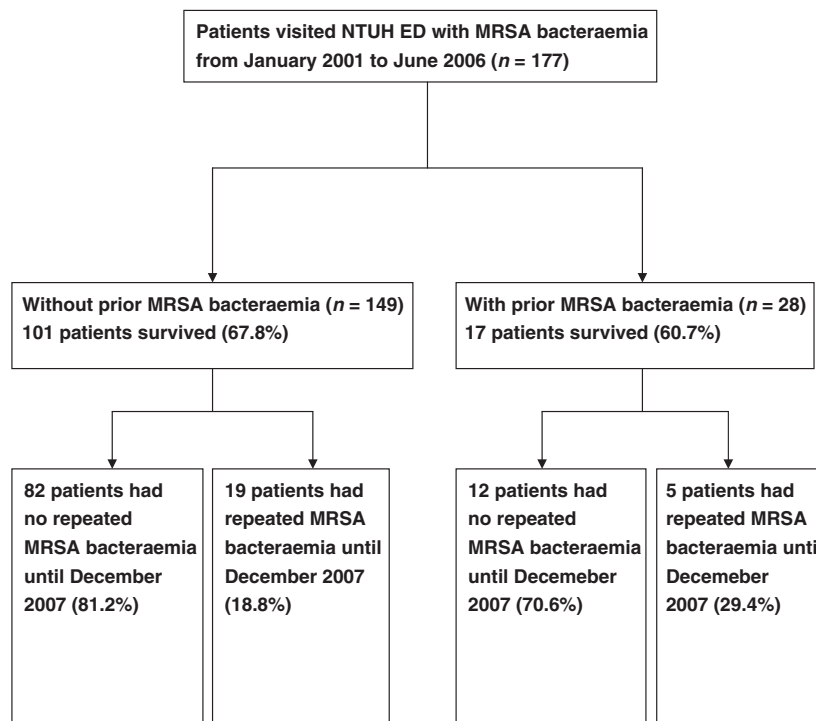 Patients visited NTUH ED with MRSA bacteraemia
from January 2001 to June 2006 (n = 177)
Without prior MRSA bacteraemia (n = 149)
101 patients survived (67.8%)
With prior MRSA bacteraemia (n = 28)
17 patients survived (60.7%)
82 patients had
no repeated
MRSA bacteraemia
until December
2007 (81.2%)
19 patients had
repeated MRSA
bacteraemia until
December 2007
(18.8%)
12 patients had
no repeated
MRSA bacteraemia
until Decemeber
2007 (70.6%)
5 patients had
repeated MRSA
bacteraemia until
Decemeber
2007 (29.4%)